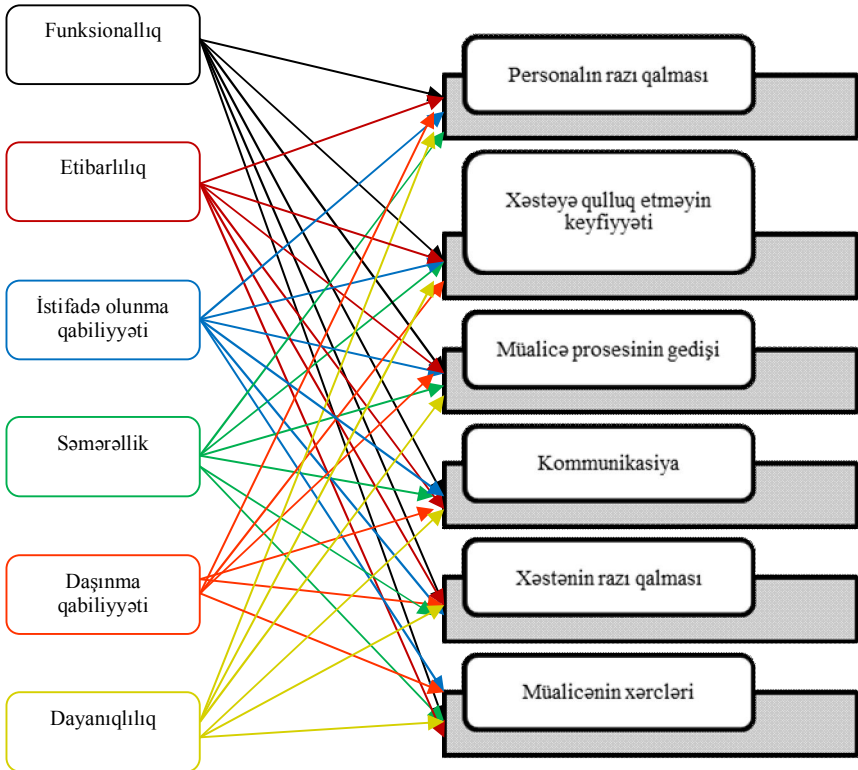 Funksionallıq
Etibarlılıq
İstifadə olunma
qabiliyyəti
Səmərəllik
Daşınma
qabiliyyəti
Dayanıqlılıq
Personalın razı qalması
Xəstəyə qulluq etməyin
keyfiyyəti
Müalicə prosesinin gedişi
Kommunikasiya
Xəstənin razı qalması
Müalicənin xərcləri